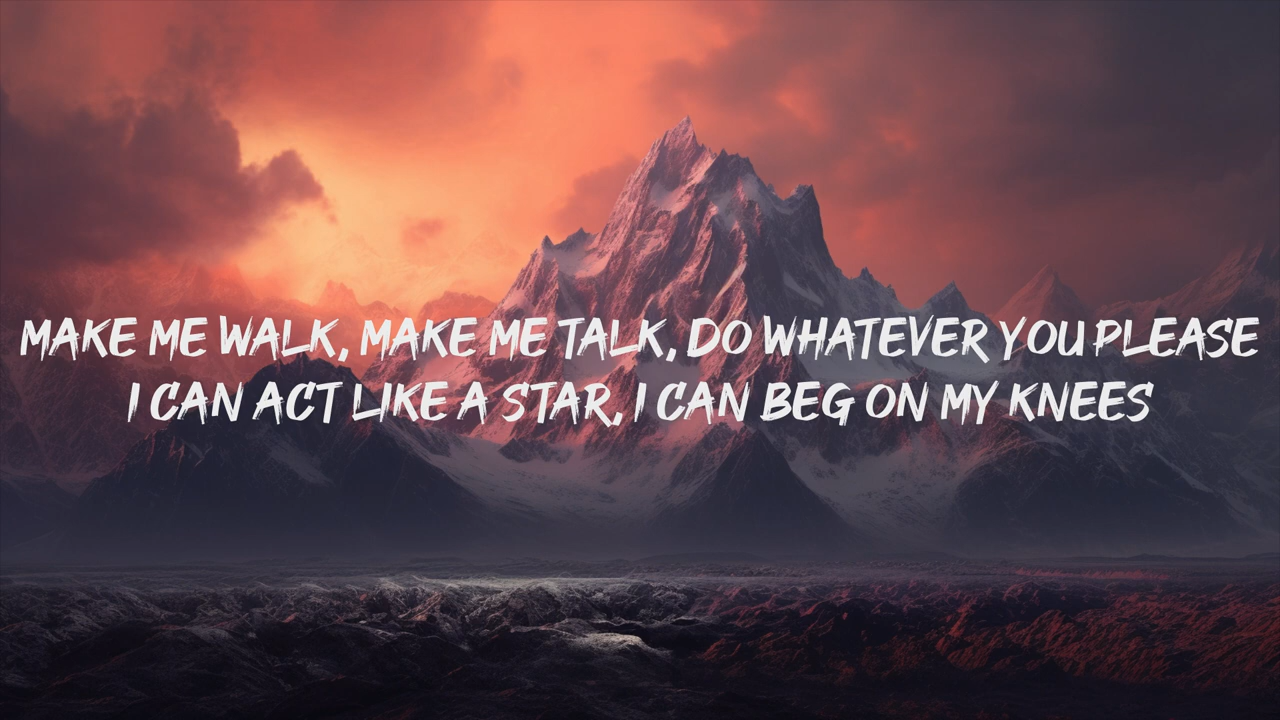 MAKE ME WALK, MAKE ME TALK, DO WHATEVER YOU PLEASE
I CAN ACT LIKE A STAR, I CAN BEG ON MY KNEES